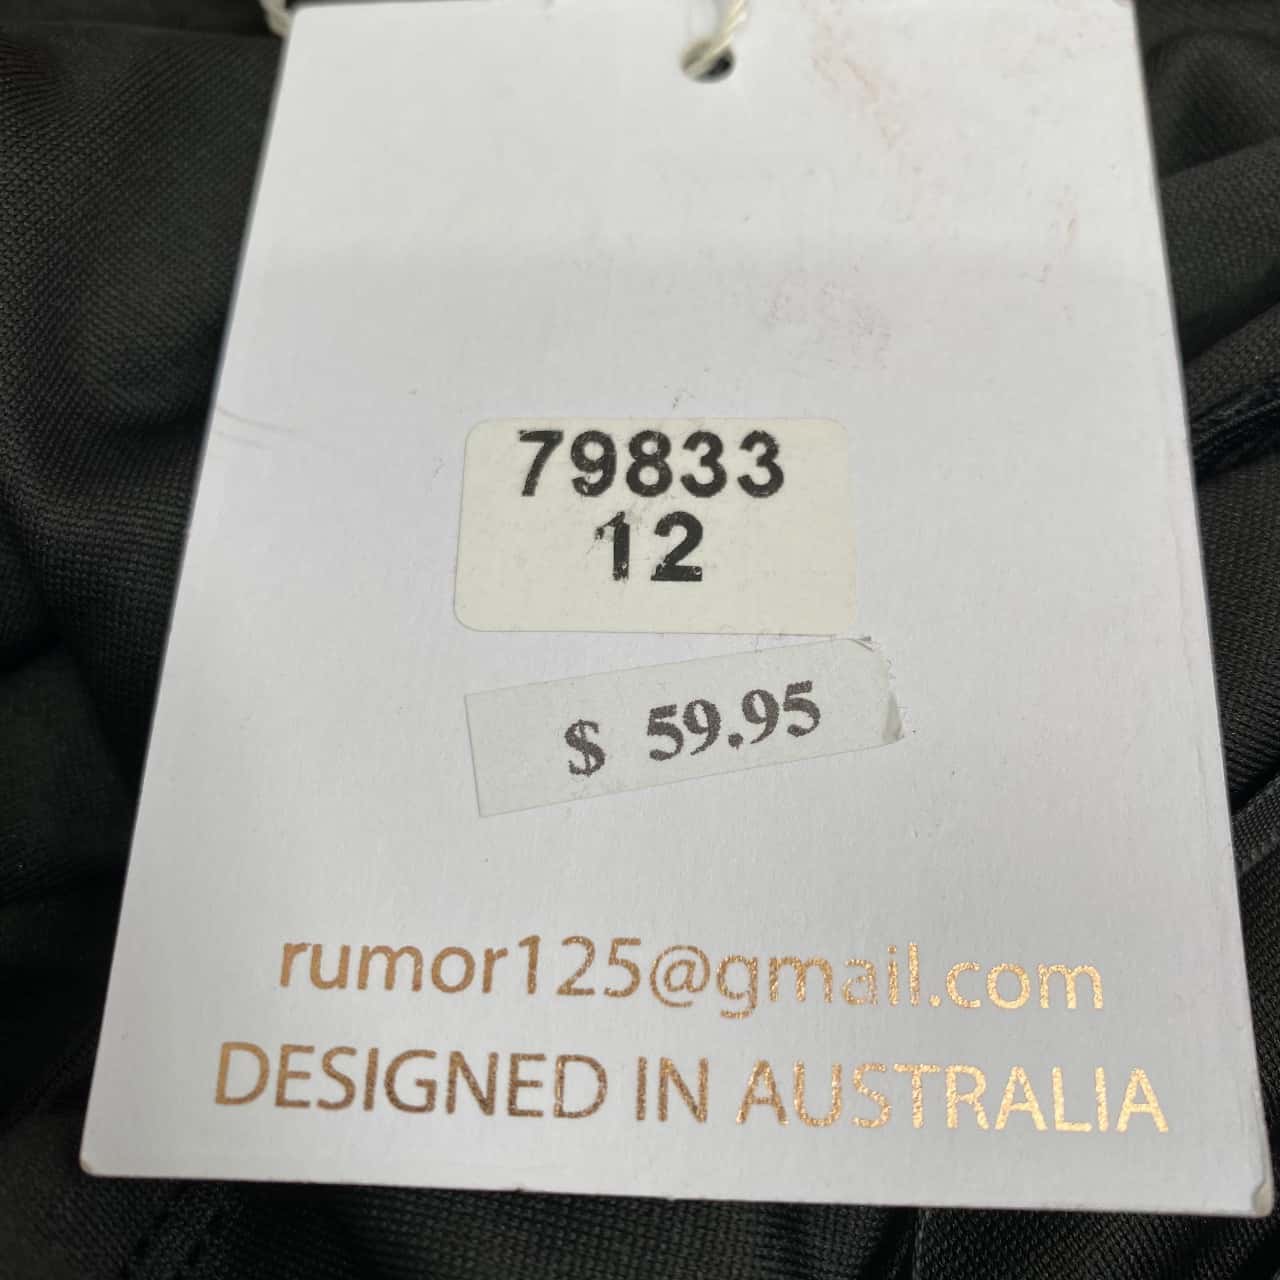 79833
12
$ 59.95
rumor125@gmail.com
DESIGNED IN AUSTRALIA